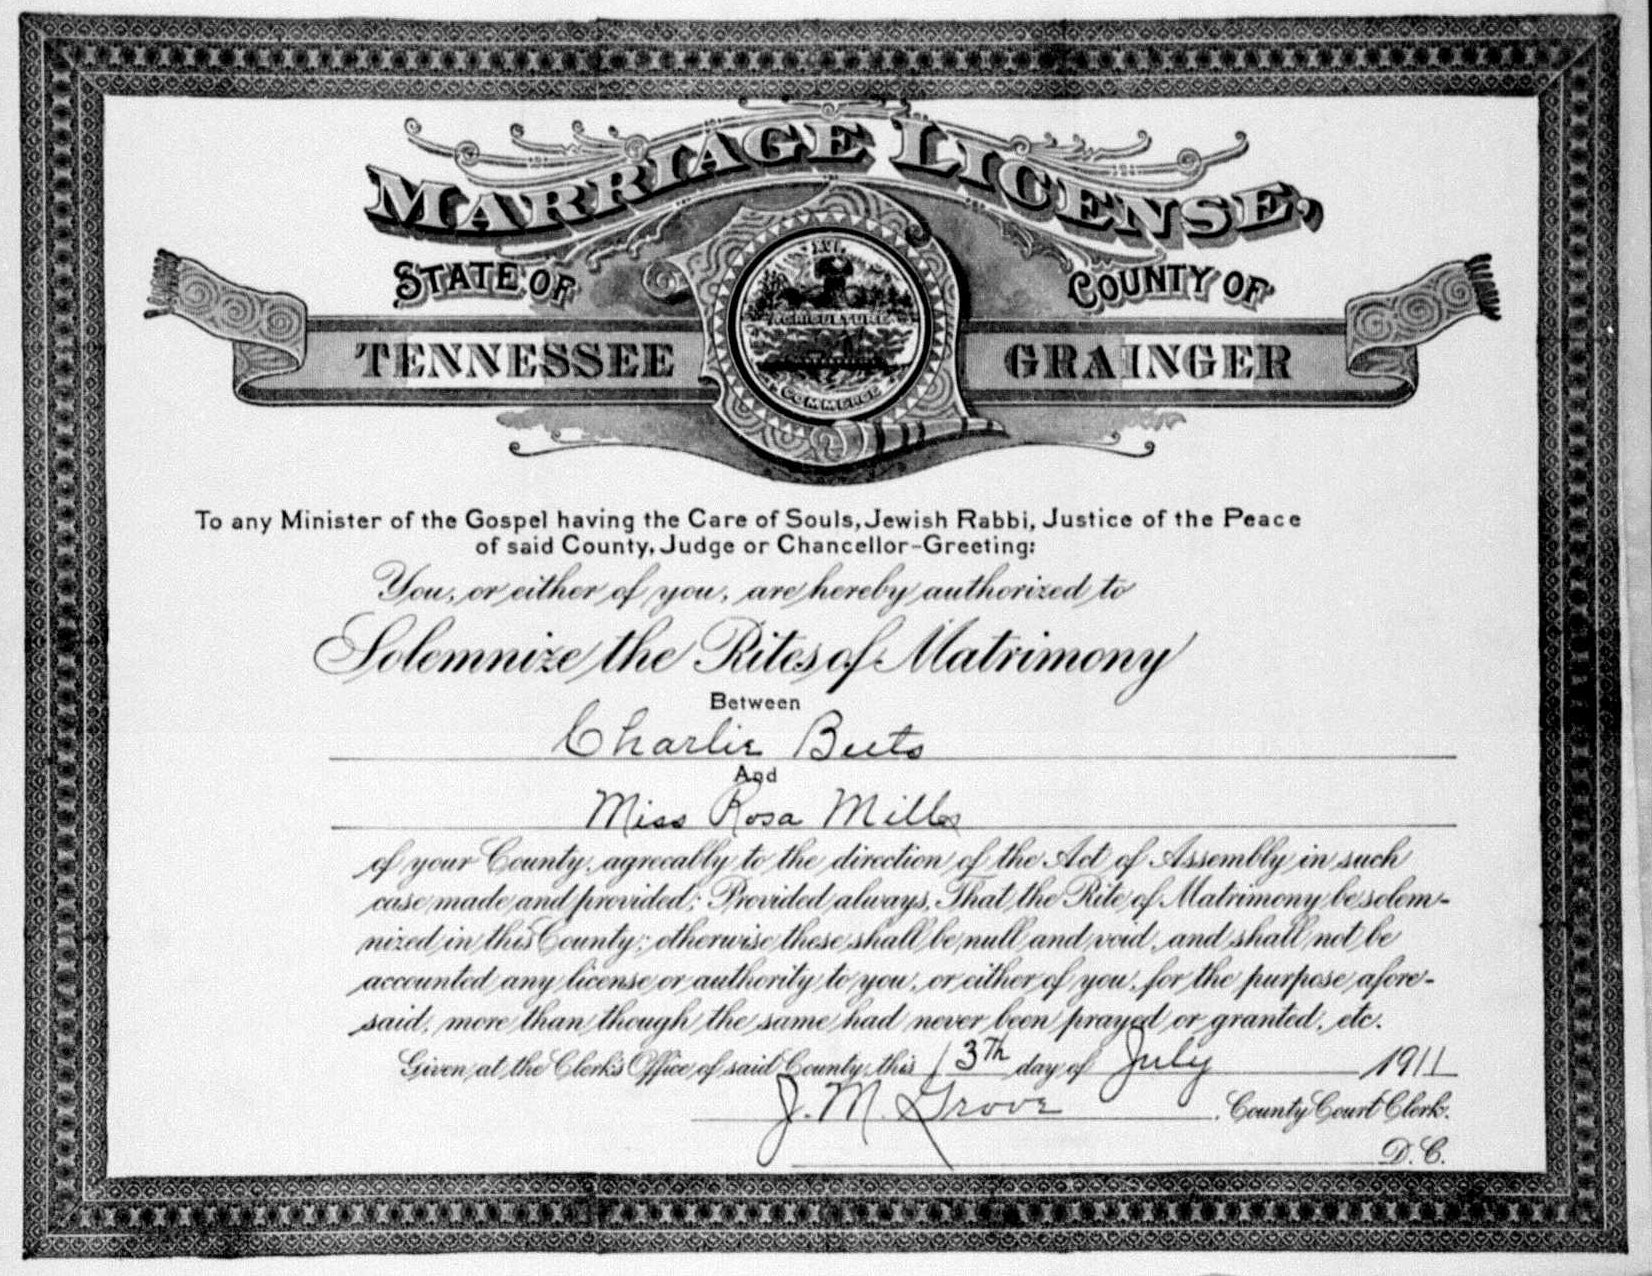 MARRIAGE LICENSE,
STATE OF
COUNTY OF
TENNESSEE
GRAINGER
XVI.
AGRICULTURE
COMMERCE
To any Minister of the Gospel having the Care of Souls, Jewish Rabbi, Justice of the Peace
of said County, Judge or Chancellor-Greeting:
You, or either of you, are hereby authorized to
Solemnize the Rites of Matrimony
Between
Charlie Beets
And
Miss Rosa Mills
of your County, agreeably to the direction of the Act of Assembly in such
case made and provided; Provided always, That the Rite of Matrimony be solem-
nized in this County; otherwise these shall be null and void, and shall not be
accounted any license or authority to you, or either of you, for the purpose afore-
said, more than though the same had never been prayed or granted, etc.
Given at the Clerk's Office of said County, this 13th day of July 1911
J. M. Grove, County Court Clerk.
D. C.